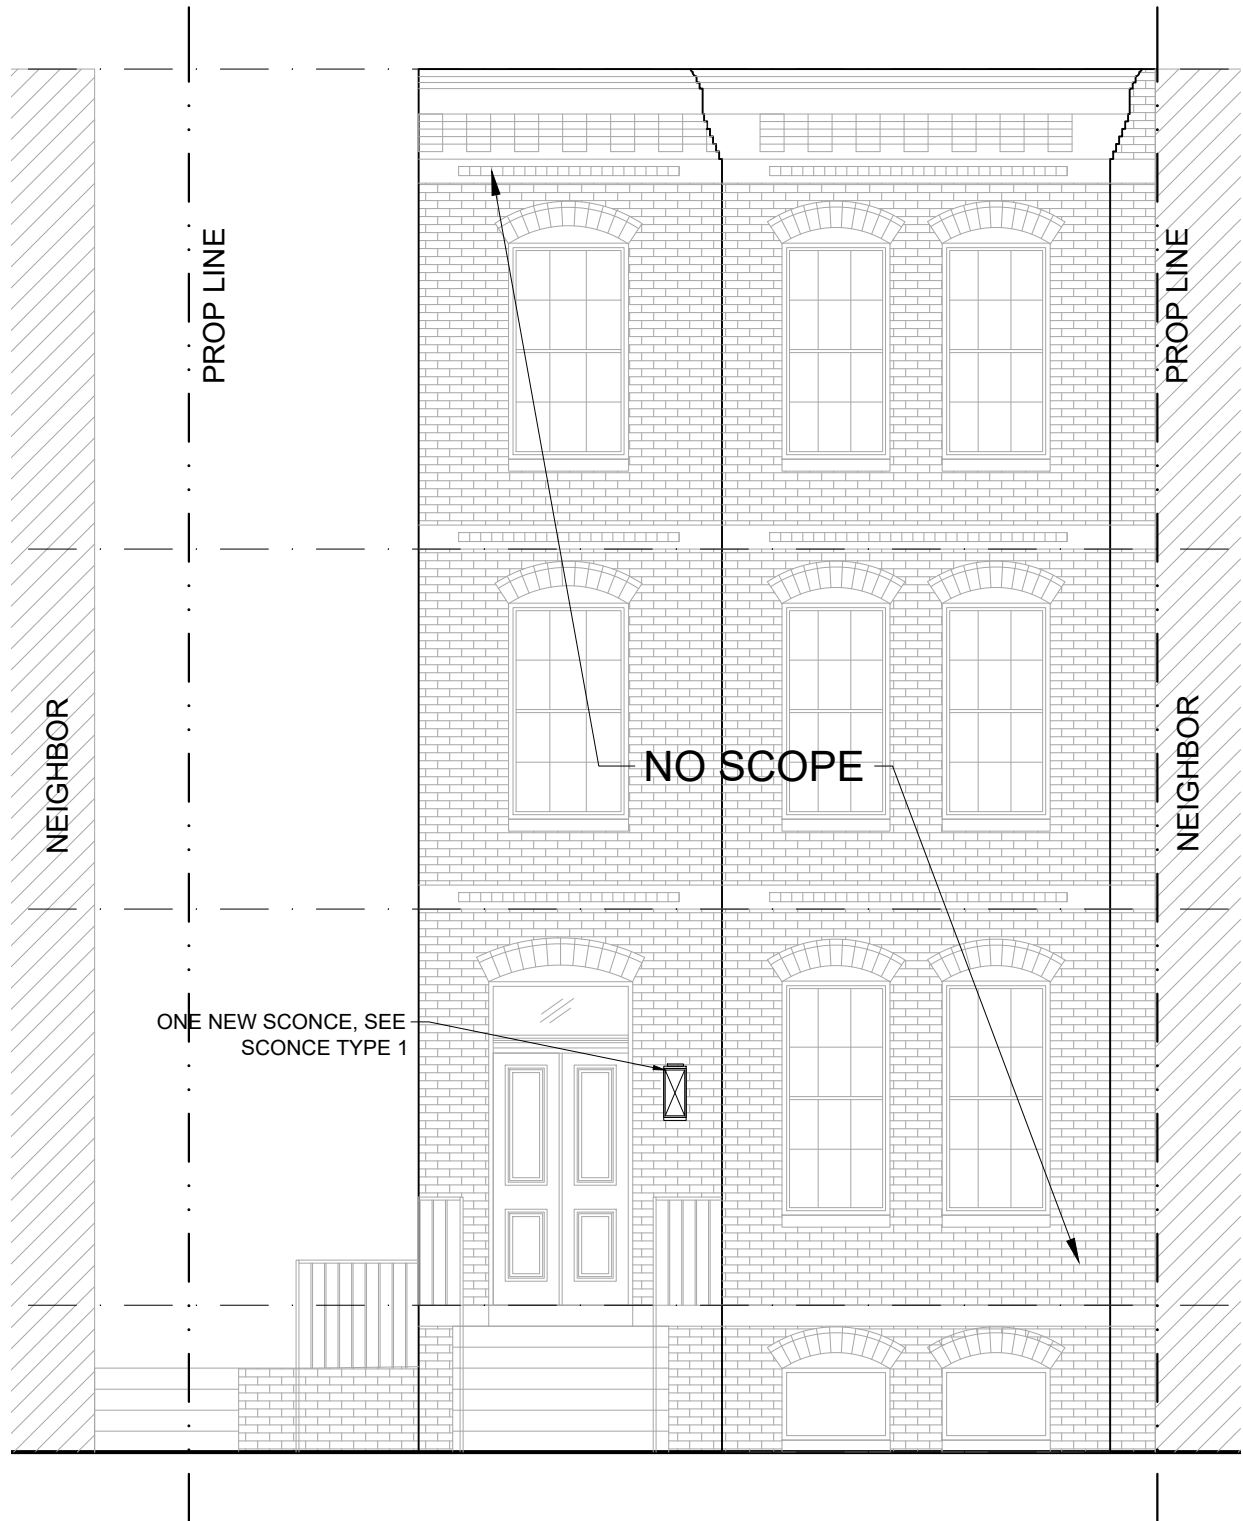 PROP LINE
PROP LINE
NEIGHBOR
NO SCOPE
NEIGHBOR
ONE NEW SCONCE, SEE
SCONCE TYPE 1